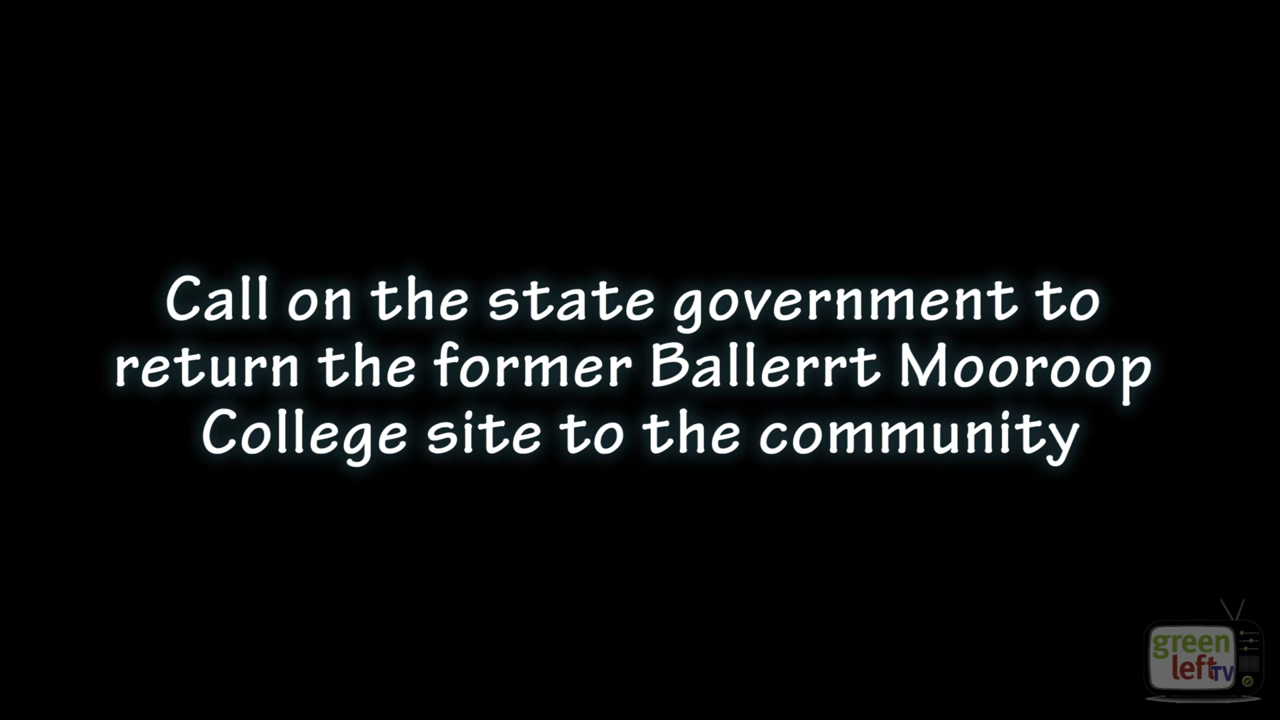 Call on the state government to
return the former Ballerrt Mooroop
College site to the community
green
left TV